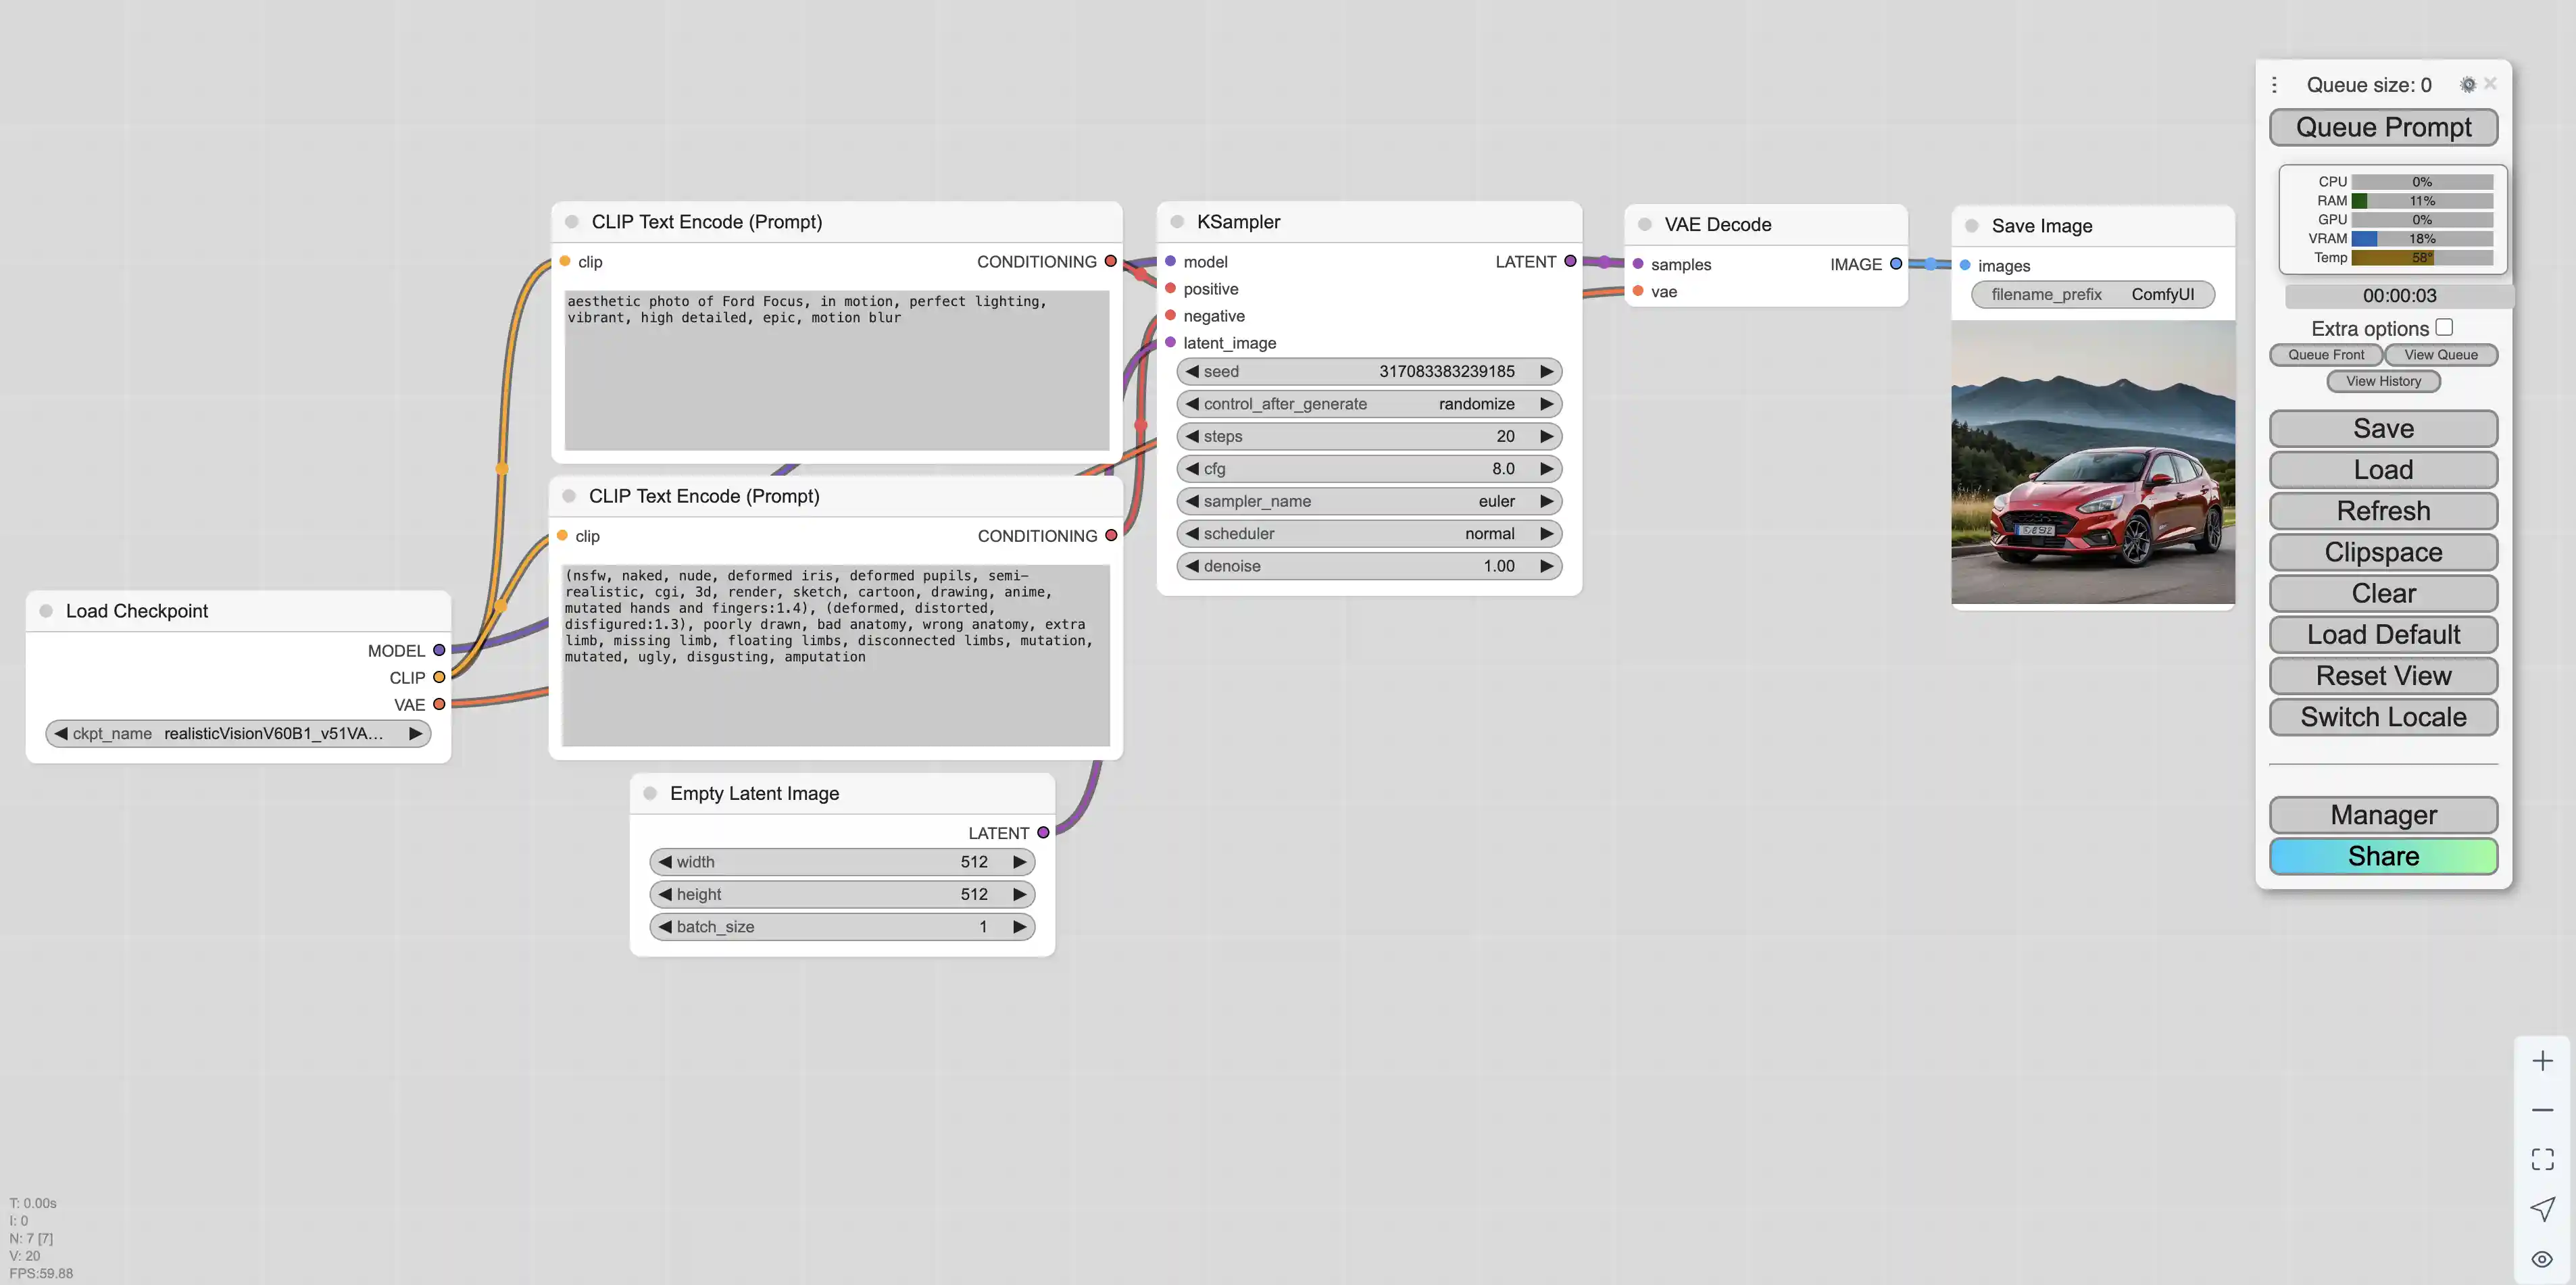 CLIP Text Encode (Prompt)
clip
CONDITIONING
aesthetic photo of Ford Focus, in motion, perfect lighting,
vibrant, high detailed, epic, motion blur
CLIP Text Encode (Prompt)
clip
CONDITIONING
(nsfw, naked, nude, deformed iris, deformed pupils, semi-
realistic, cgi, 3d, render, sketch, cartoon, drawing, anime,
mutated hands and fingers:1.4), (deformed, distorted,
disfigured:1.3), poorly drawn, bad anatomy, wrong anatomy, extra
limb, missing limb, floating limbs, disconnected limbs, mutation,
mutated, ugly, disgusting, amputation
Load Checkpoint
MODEL
CLIP
VAE
ckpt_name realisticVisionV60B1_v51VA...
Empty Latent Image
LATENT
width 512
height 512
batch_size 1
KSampler
model
LATENT
positive
negative
latent_image
seed 317083383239185
control_after_generate randomize
steps 20
cfg 8.0
sampler_name euler
scheduler normal
denoise 1.00
VAE Decode
samples
IMAGE
vae
Save Image
images
filename_prefix ComfyUI
Queue size: 0
Queue Prompt
CPU 0%
RAM 11%
GPU 0%
VRAM 18%
Temp 58°
00:00:03
Extra options
Queue Front
View Queue
View History
Save
Load
Refresh
Clipspace
Clear
Load Default
Reset View
Switch Locale
Manager
Share
T: 0.00s
I: 0
N: 7 [7]
V: 20
FPS:59.88